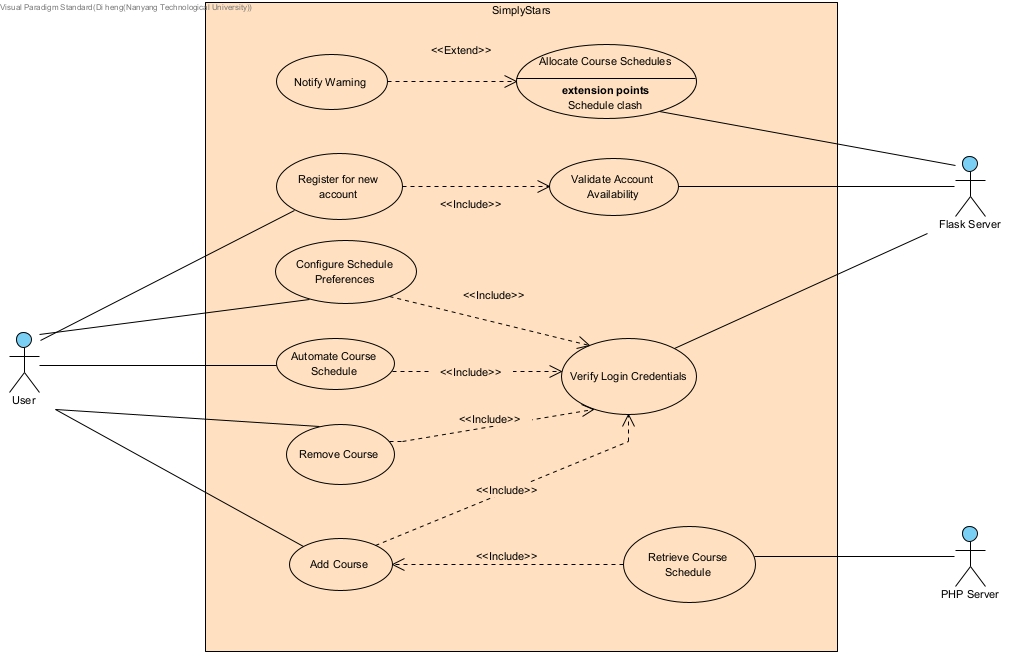 Visual Paradigm Standard(Di heng(Nanyang Technological University))
SimplyStars
<<Extend>>
Notify Warning
Allocate Course Schedules
extension points
Schedule clash
Register for new
account
<<Include>>
Validate Account
Availability
Flask Server
Configure Schedule
Preferences
<<Include>>
Automate Course
Schedule
<<Include>>
Verify Login Credentials
User
<<Include>>
Remove Course
<<Include>>
Add Course
<<Include>>
Retrieve Course
Schedule
PHP Server